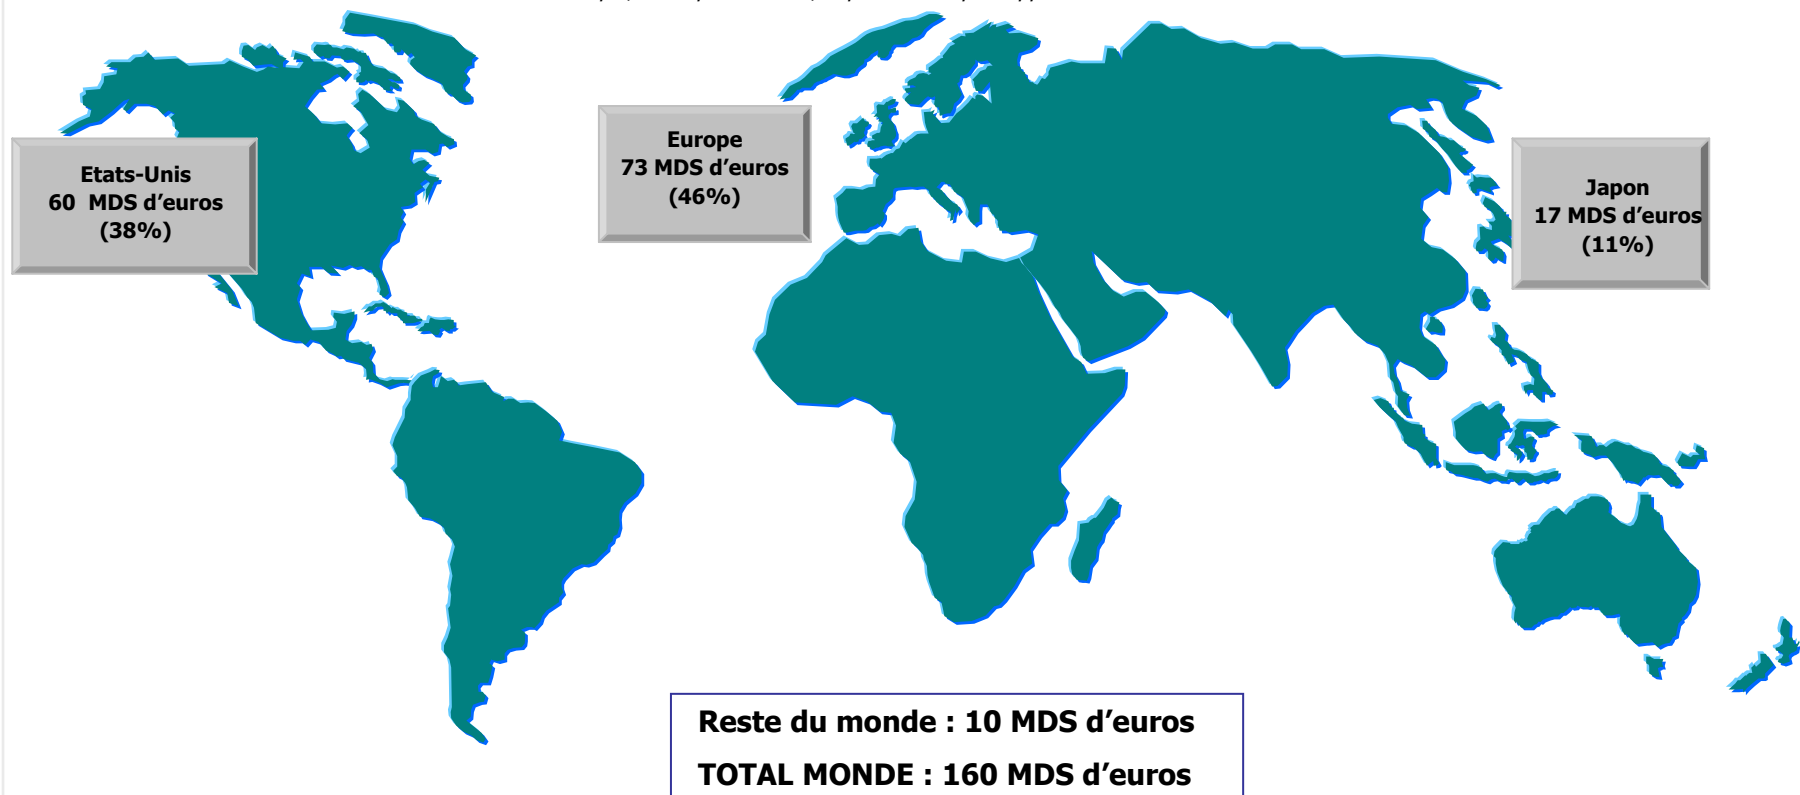 Etats-Unis
60 MDS d’euros
(38%)
Europe
73 MDS d’euros
(46%)
Japon
17 MDS d’euros
(11%)
Reste du monde : 10 MDS d’euros
TOTAL MONDE : 160 MDS d’euros